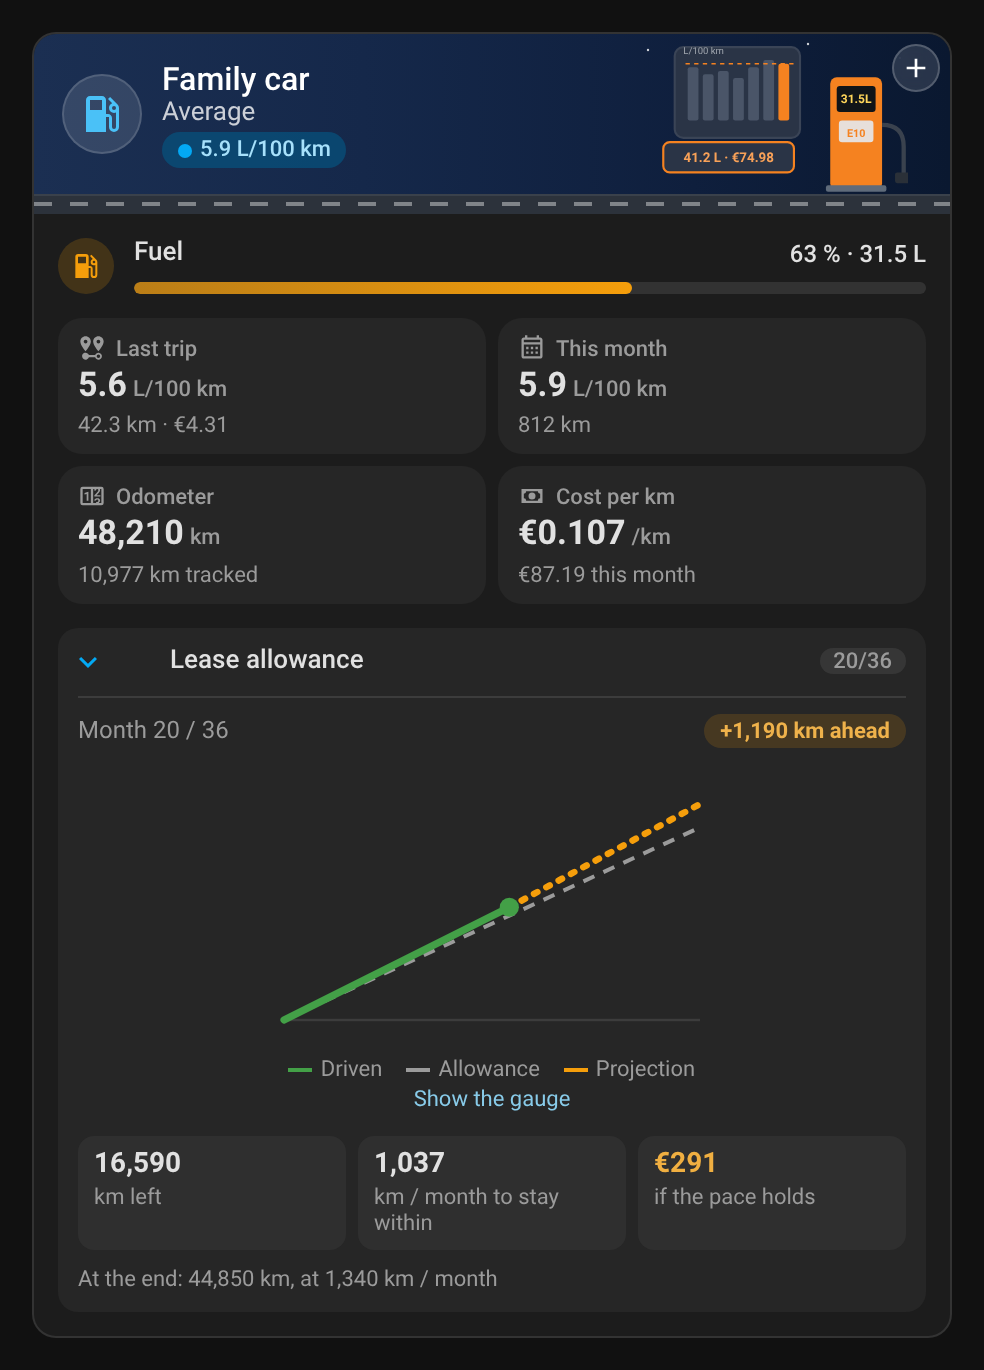 Family car
Average
5.9 L/100 km
L/100 km
41.2 L · €74.98
31.5L
E10
Fuel
63 % · 31.5 L
Last trip
5.6 L/100 km
42.3 km · €4.31
This month
5.9 L/100 km
812 km
Odometer
48,210 km
10,977 km tracked
Cost per km
€0.107 /km
€87.19 this month
Lease allowance
20/36
Month 20 / 36
+1,190 km ahead
Driven
Allowance
Projection
Show the gauge
16,590
km left
1,037
km / month to stay
within
€291
if the pace holds
At the end: 44,850 km, at 1,340 km / month